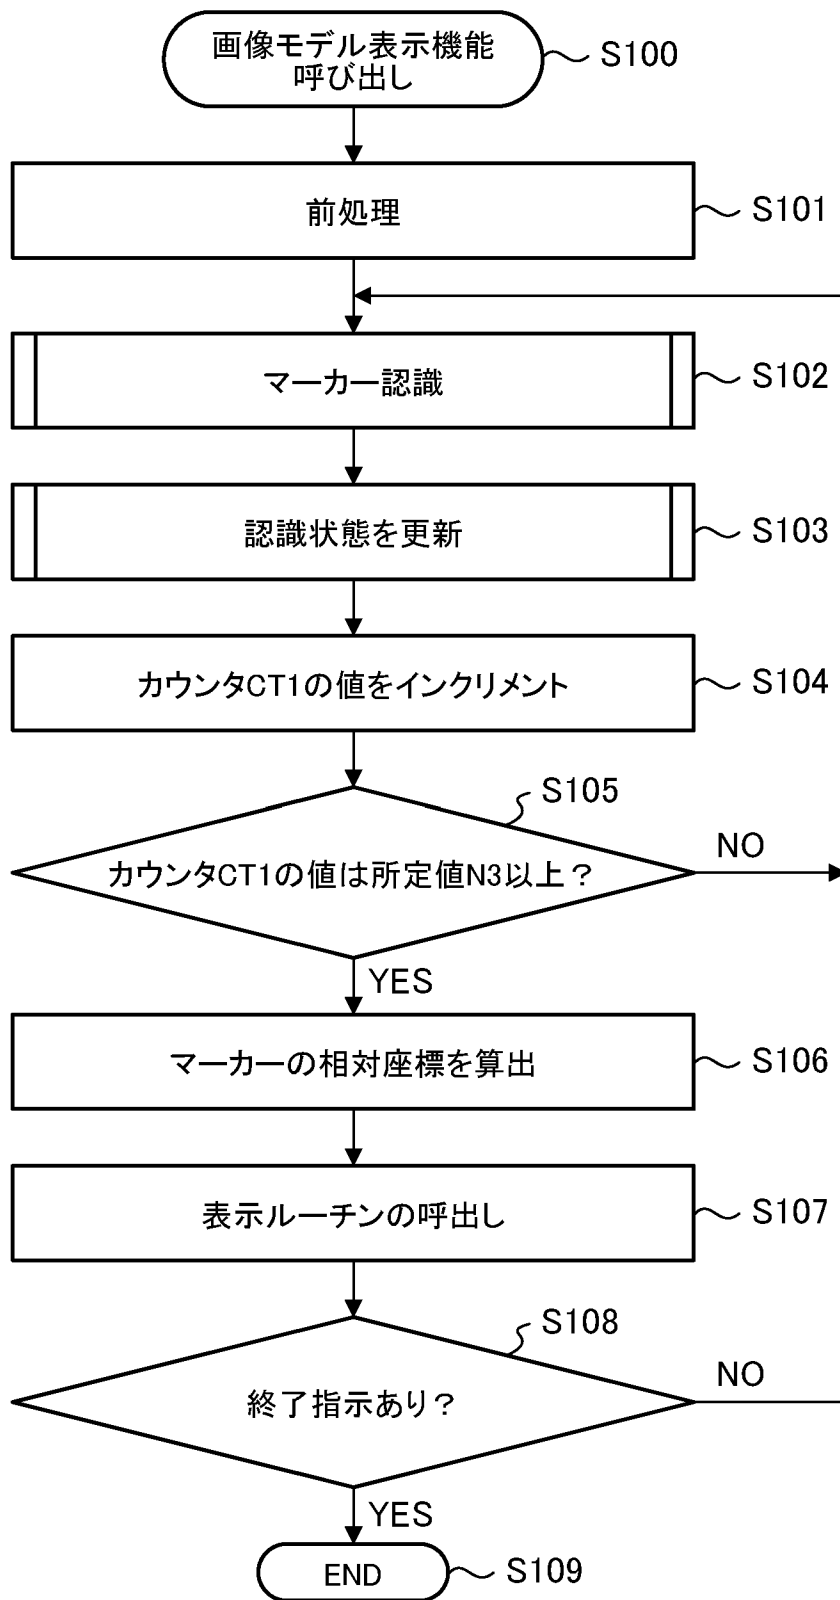 画像モデル表示機能
呼び出し
S100
前処理
S101
マーカー認識
S102
認識状態を更新
S103
カウンタCT1の値をインクリメント
S104
S105
カウンタCT1の値は所定値N3以上？
NO
YES
マーカーの相対座標を算出
S106
表示ルーチンの呼出し
S107
S108
終了指示あり？
NO
YES
END
S109